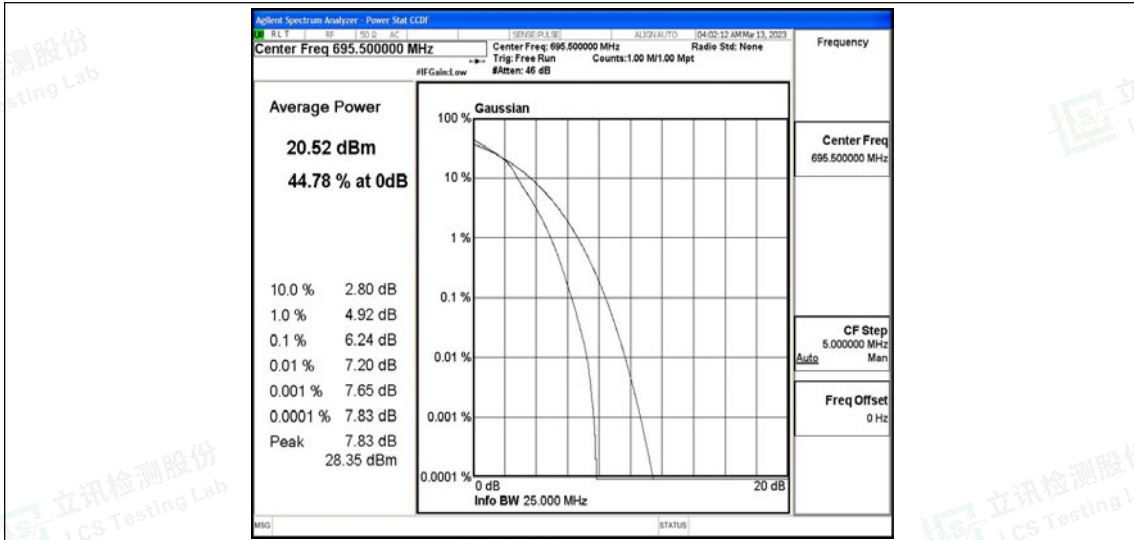 Agilent Spectrum Analyzer - Power Stat CCDF
RLT RF 50 Ω AC SENSE:PULSE ALIGNAUTO 04:02:12 AM Mar 13, 2023
Center Freq 695.500000 MHz
Center Freq: 695.500000 MHz Radio Std: None
Trig: Free Run Counts:1.00 M/1.00 Mpt
#IFGain:Low #Atten: 46 dB
Frequency
Average Power
20.52 dBm
44.78 % at 0dB
10.0 % 2.80 dB
1.0 % 4.92 dB
0.1 % 6.24 dB
0.01 % 7.20 dB
0.001 % 7.65 dB
0.0001 % 7.83 dB
Peak 7.83 dB
28.35 dBm
Gaussian
100 %
10 %
1 %
0.1 %
0.01 %
0.001 %
0.0001 %
0 dB 20 dB
Info BW 25.000 MHz
Center Freq
695.500000 MHz
CF Step
5.000000 MHz
Auto Man
Freq Offset
0 Hz
MSG STATUS
立讯检测股份
LCS Testing Lab
立讯检测股份